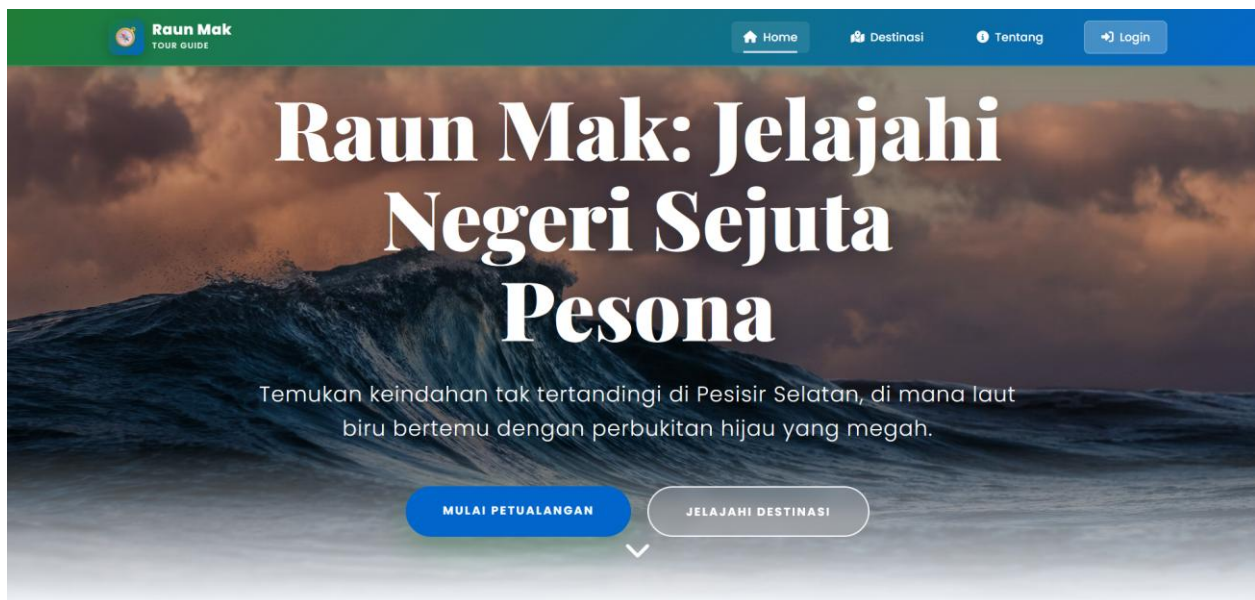 Raun Mak
TOUR GUIDE
Home
Destinasi
Tentang
Login
Raun Mak: Jelajahi
Negeri Sejuta
Pesona
Temukan keindahan tak tertandingi di Pesisir Selatan, di mana laut
biru bertemu dengan perbukitan hijau yang megah.
MULAI PETUALANGAN
JELAJAHI DESTINASI